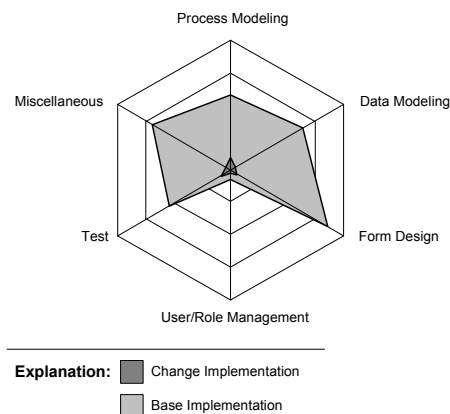 Process Modeling
Miscellaneous
Data Modeling
Test
Form Design
User/Role Management
Explanation:
Change Implementation
Base Implementation